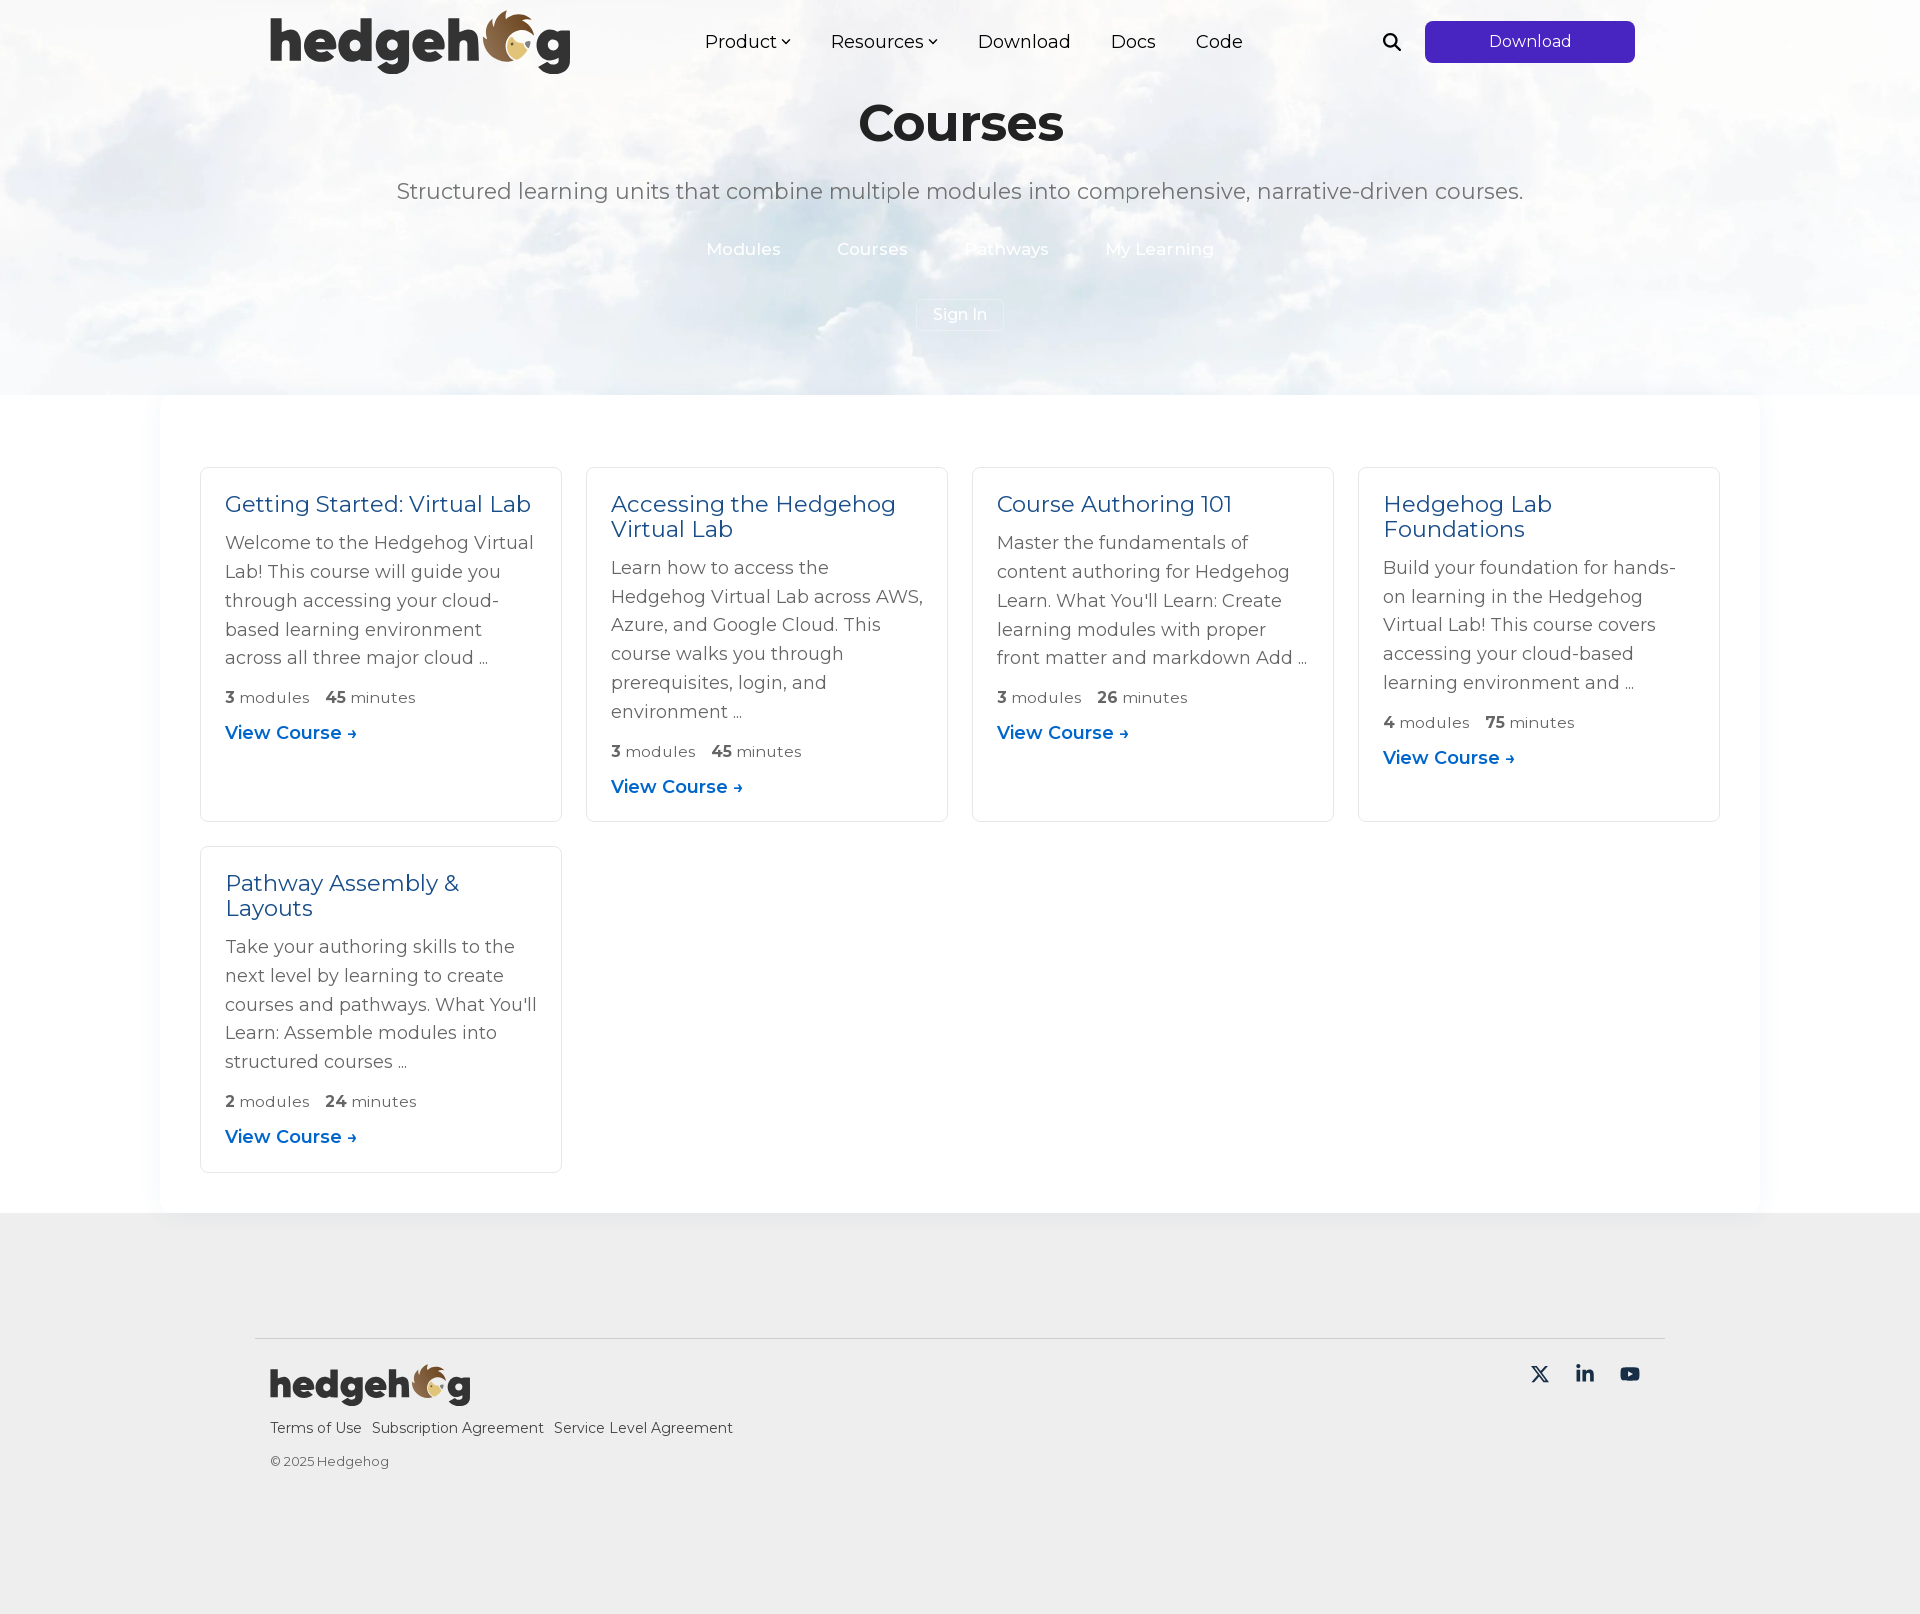 hedgehog
Product
Resources
Download
Docs
Code
Download
Courses
Structured learning units that combine multiple modules into comprehensive, narrative-driven courses.
Modules
Courses
Pathways
My Learning
Sign In
Getting Started: Virtual Lab
Welcome to the Hedgehog Virtual
Lab! This course will guide you
through accessing your cloud-
based learning environment
across all three major cloud ...
3 modules 45 minutes
View Course →
Accessing the Hedgehog
Virtual Lab
Learn how to access the
Hedgehog Virtual Lab across AWS,
Azure, and Google Cloud. This
course walks you through
prerequisites, login, and
environment ...
3 modules 45 minutes
View Course →
Course Authoring 101
Master the fundamentals of
content authoring for Hedgehog
Learn. What You'll Learn: Create
learning modules with proper
front matter and markdown Add ...
3 modules 26 minutes
View Course →
Hedgehog Lab
Foundations
Build your foundation for hands-
on learning in the Hedgehog
Virtual Lab! This course covers
accessing your cloud-based
learning environment and ...
4 modules 75 minutes
View Course →
Pathway Assembly &
Layouts
Take your authoring skills to the
next level by learning to create
courses and pathways. What You'll
Learn: Assemble modules into
structured courses ...
2 modules 24 minutes
View Course →
hedgehog
Terms of Use Subscription Agreement Service Level Agreement
© 2025 Hedgehog